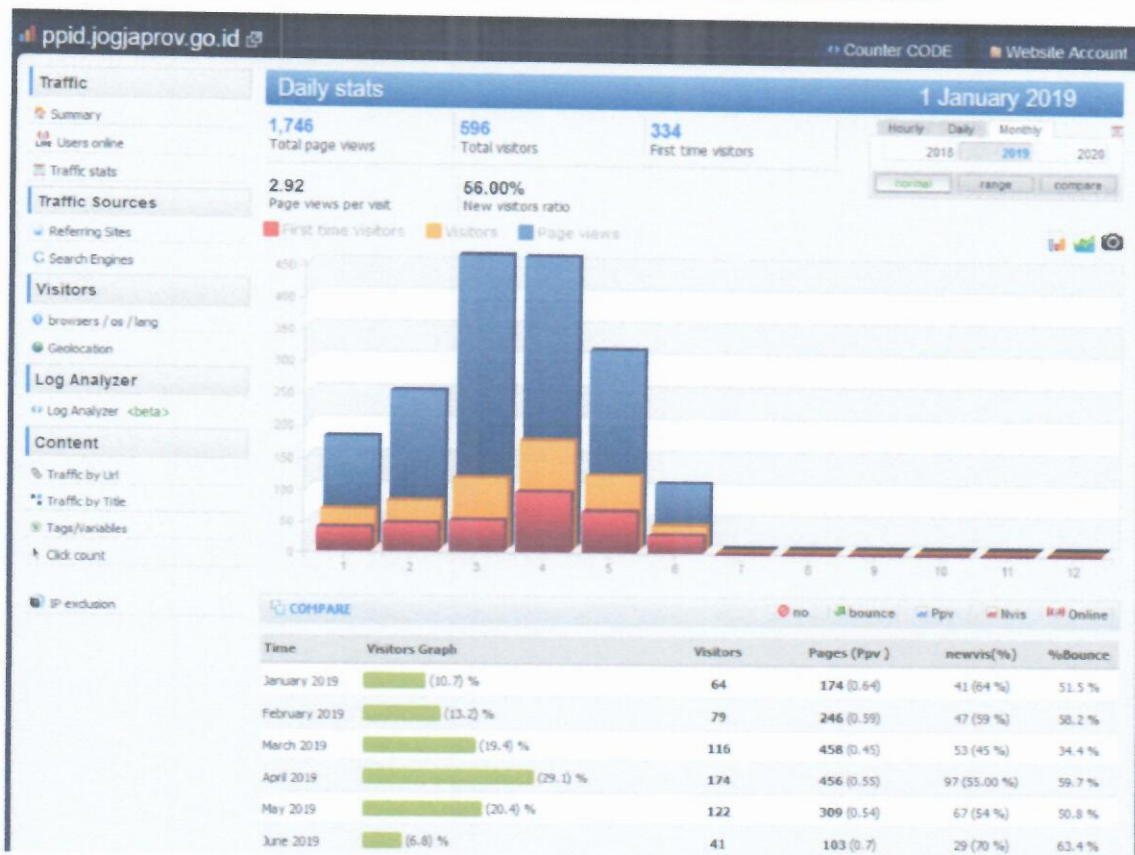 ppid.jogjaprov.go.id
Counter CODE Website Account
Traffic
Summary
Users online
Traffic stats
Traffic Sources
Referring Sites
Search Engines
Visitors
browsers / os / lang
Geolocation
Log Analyzer
Log Analyzer <beta>
Content
Traffic by Url
Traffic by Title
Tags/Variables
Click count
IP exclusion
Daily stats 1 January 2019
1,746 596 334
Total page views Total visitors First time visitors
2.92 56.00%
Page views per visit New visitors ratio
Hourly Daily Monthly
2018 2019 2020
normal range compare
First time visitors Visitors Page views
450
400
350
300
250
200
150
100
50
0
1 2 3 4 5 6 7 8 9 10 11 12
COMPARE no bounce Ppv Nvis Online
Time Visitors Graph Visitors Pages (Ppv ) newvis(%) %Bounce
January 2019 (10.7) % 64 174 (0.64) 41 (64 %) 51.5 %
February 2019 (13.2) % 79 246 (0.59) 47 (59 %) 58.2 %
March 2019 (19.4) % 116 458 (0.45) 53 (45 %) 34.4 %
April 2019 (29.1) % 174 456 (0.55) 97 (55.00 %) 59.7 %
May 2019 (20.4) % 122 309 (0.54) 67 (54 %) 50.8 %
June 2019 (6.8) % 41 103 (0.7) 29 (70 %) 63.4 %